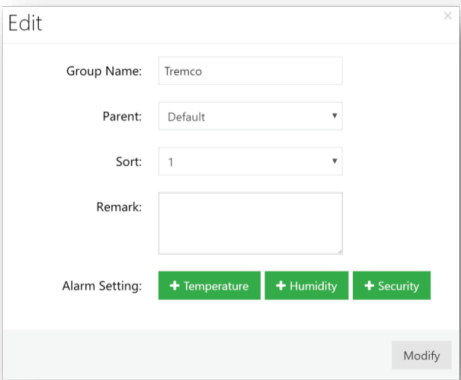 Edit ×
Group Name: Tremco
Parent: Default
Sort: 1
Remark:
Alarm Setting: + Temperature + Humidity + Security
Modify